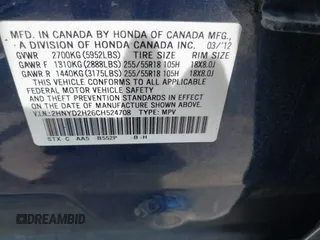 MFD. IN CANADA BY HONDA OF CANADA MFG.,
A DIVISION OF HONDA CANADA INC. 03/'12
GVWR 2700KG(5952LBS) TIRE SIZE RIM SIZE
GAWR F 1310KG(2888LBS)255/55R18 105H 18X8.0J
GAWR R 1440KG(3175LBS)255/55R18 105H 18X8.0J
THIS VEHICLE CONFORMS TO ALL APPLICABLE
FEDERAL MOTOR VEHICLE SAFETY AND
THEFT PREVENTION STANDARDS IN EFFECT ON
THE DATE OF MANUFACTURE SHOWN ABOVE.
V.I.N.:2HNYD2H26CH524708 TYPE: MPV
STX C AA5 B552P B H
AUTOBIDMASTER